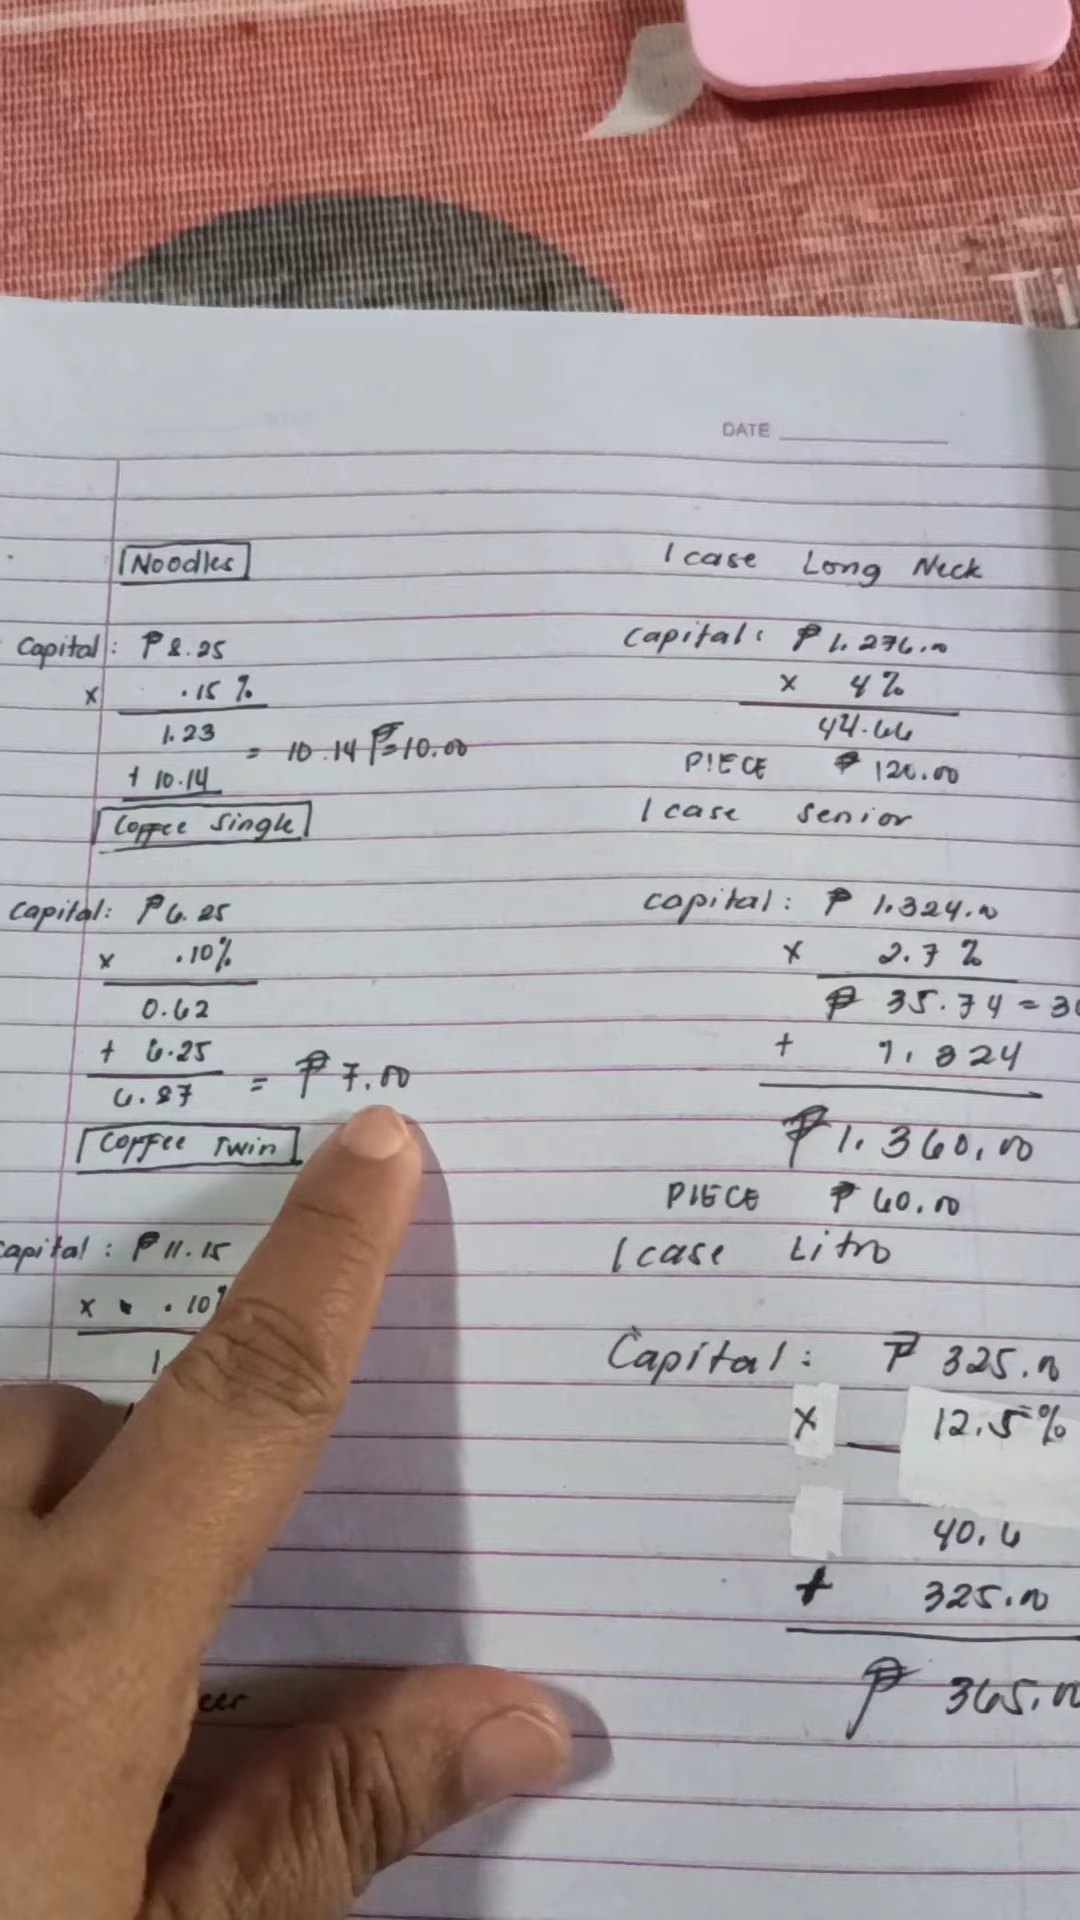 DATE
Noodles
Capital: ₱8.25
x .15 %
1.23
= 10.14 ₱=10.00
+ 10.14
Coffee Single
Capital: ₱6.25
x .10%
0.62
+ 6.25
6.87 = ₱7.00
Coffee Twin
capital: ₱11.15
x .10
1.
eer
1 case Long Neck
Capital: ₱1.276.00
x 4%
44.66
PIECE ₱ 120.00
1 case senior
capital: ₱ 1.324.00
x 2.7 %
₱ 35.74 = 3
+ 1.324
₱1.360.00
PIECE ₱ 60.00
1 case Litro
Capital: ₱ 325.00
x 12.5%
40.6
+ 325.00
₱ 365.00